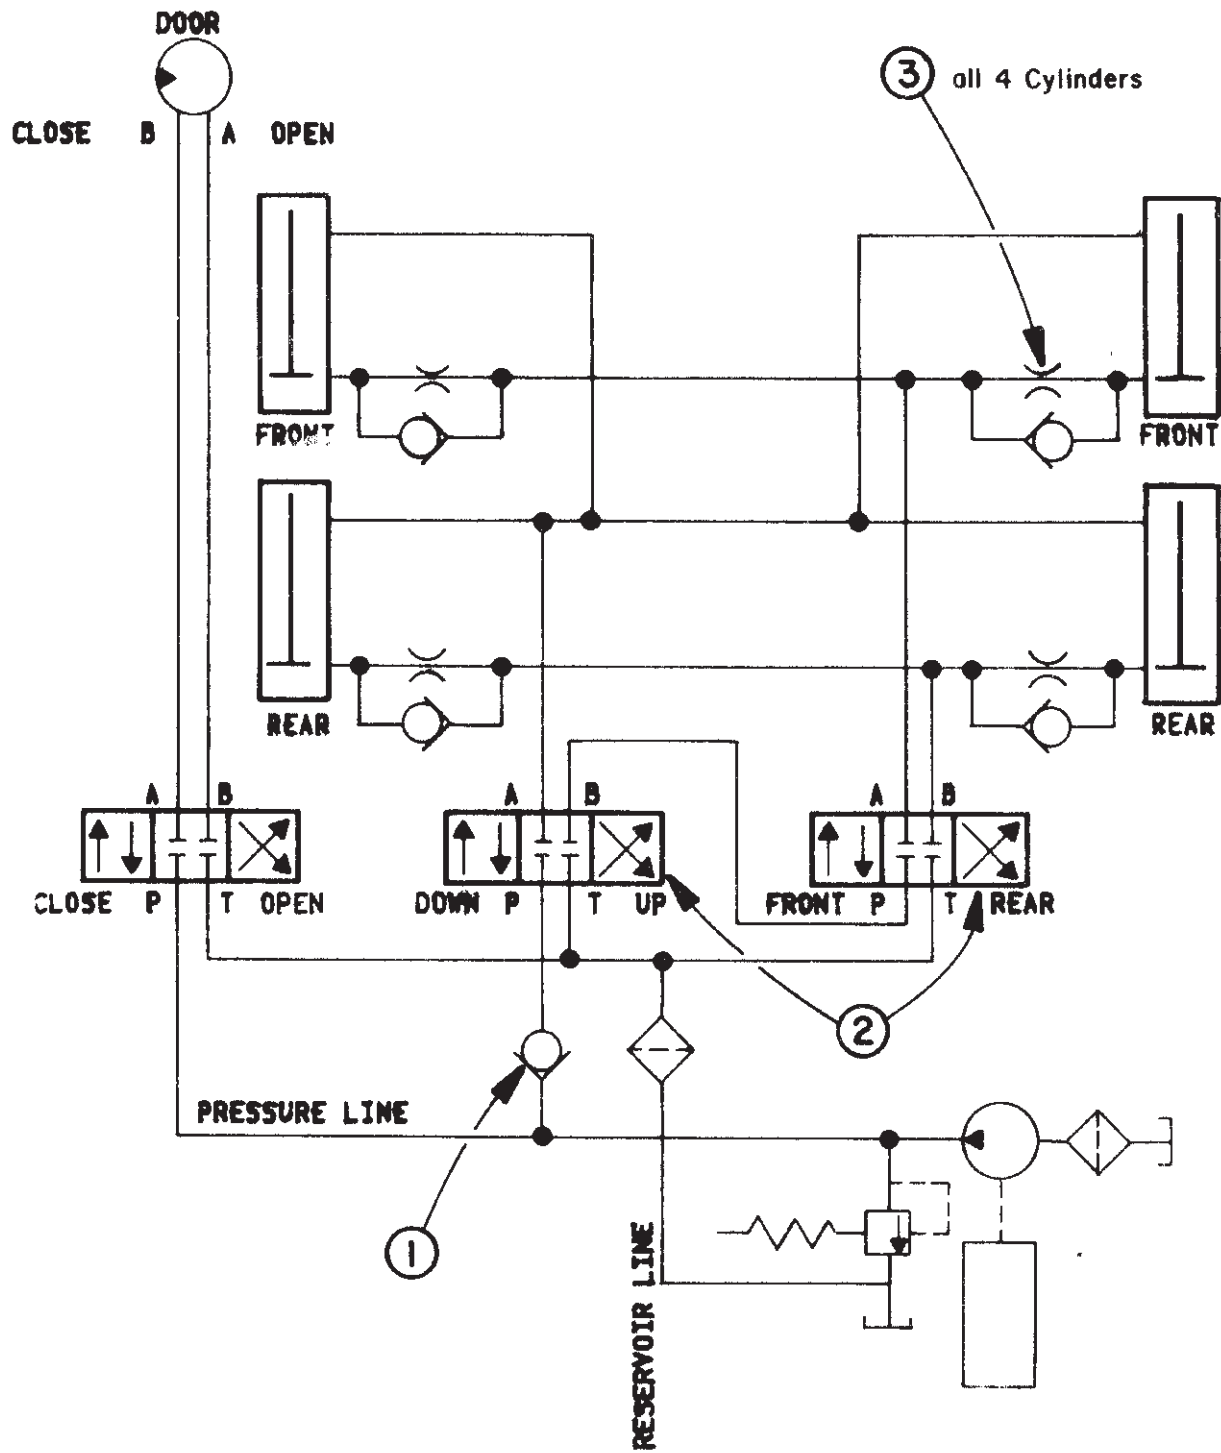 DOOR
3 all 4 Cylinders
CLOSE B A OPEN
FRONT
FRONT
REAR
REAR
A B
A B
A B
CLOSE P T OPEN
DOWN P T UP
FRONT P T REAR
2
PRESSURE LINE
1
RESERVOIR LINE